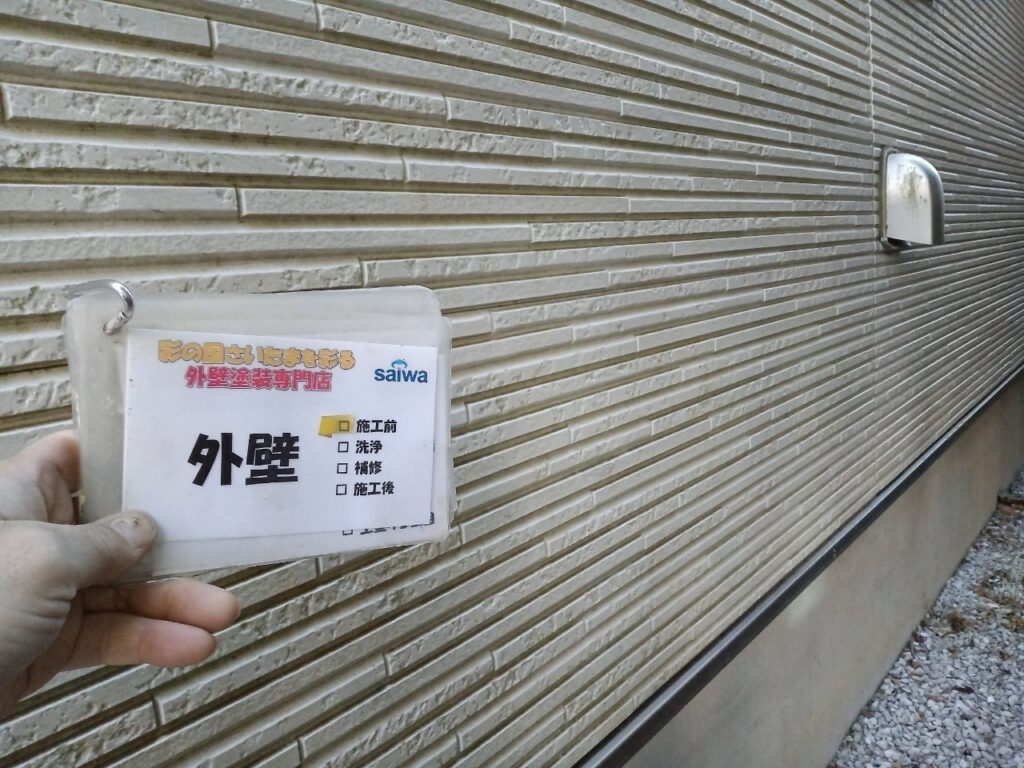 彩の国さいたまを彩る
外壁塗装専門店
saiwa
外壁
□ 施工前
□ 洗浄
□ 補修
□ 施工後